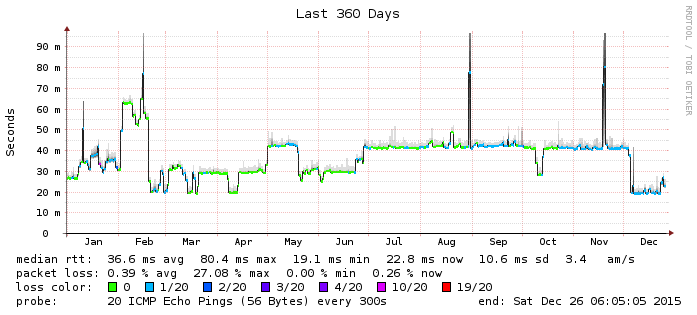 Last 360 Days
RRDTOOL / TOBI OETIKER
Seconds
90 m
80 m
70 m
60 m
50 m
40 m
30 m
20 m
10 m
0
Jan Feb Mar Apr May Jun Jul Aug Sep Oct Nov Dec
median rtt: 36.6 ms avg 80.4 ms max 19.1 ms min 22.8 ms now 10.6 ms sd 3.4 am/s
packet loss: 0.39 % avg 27.08 % max 0.00 % min 0.26 % now
loss color: 0 1/20 2/20 3/20 4/20 10/20 19/20
probe: 20 ICMP Echo Pings (56 Bytes) every 300s end: Sat Dec 26 06:05:05 2015